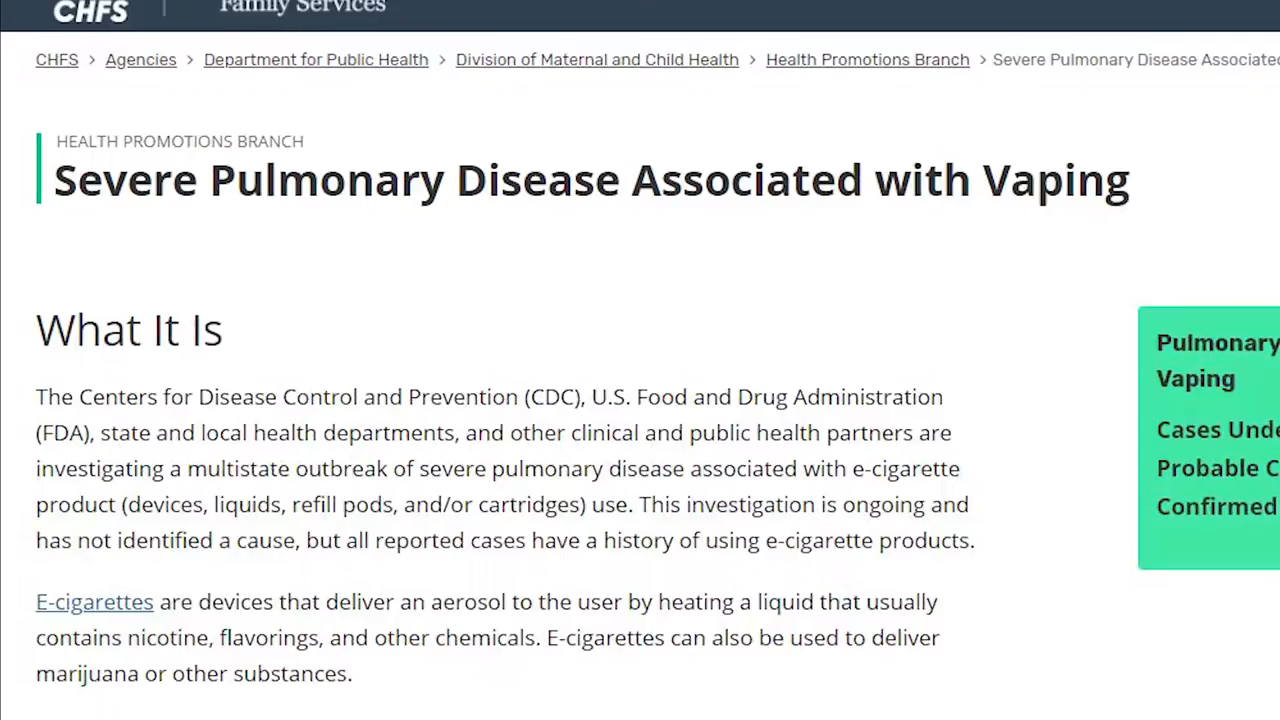 CHFS
Family Services
CHFS > Agencies > Department for Public Health > Division of Maternal and Child Health > Health Promotions Branch > Severe Pulmonary Disease Associated
HEALTH PROMOTIONS BRANCH
Severe Pulmonary Disease Associated with Vaping
What It Is
The Centers for Disease Control and Prevention (CDC), U.S. Food and Drug Administration
(FDA), state and local health departments, and other clinical and public health partners are
investigating a multistate outbreak of severe pulmonary disease associated with e-cigarette
product (devices, liquids, refill pods, and/or cartridges) use. This investigation is ongoing and
has not identified a cause, but all reported cases have a history of using e-cigarette products.
E-cigarettes are devices that deliver an aerosol to the user by heating a liquid that usually
contains nicotine, flavorings, and other chemicals. E-cigarettes can also be used to deliver
marijuana or other substances.
Pulmonary
Vaping
Cases Unde
Probable C
Confirmed